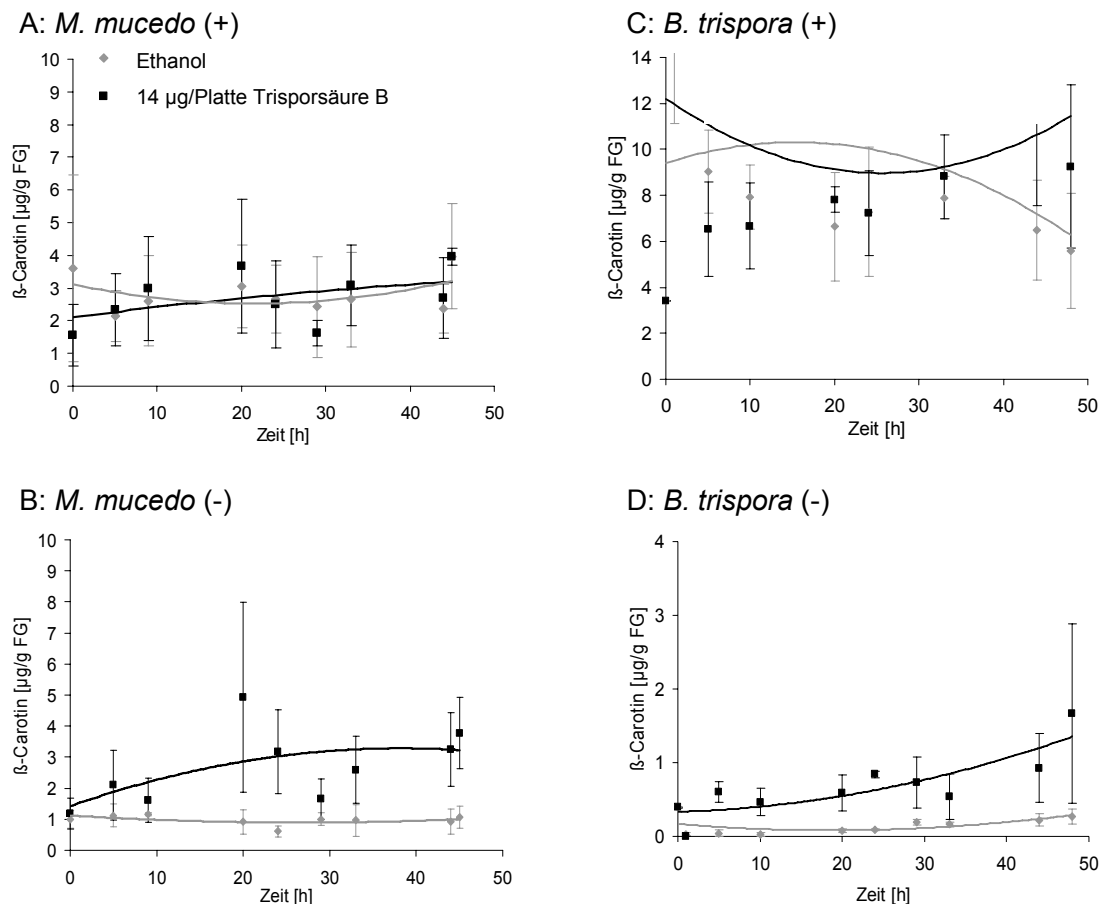 A: M. mucedo (+)
ß-Carotin [µg/g FG]
10
9
8
7
6
5
4
3
2
1
0
Ethanol
14 µg/Platte Trisporsäure B
0 10 20 30 40 50
Zeit [h]
C: B. trispora (+)
ß-Carotin [µg/g FG]
14
12
10
8
6
4
2
0
0 10 20 30 40 50
Zeit [h]
B: M. mucedo (-)
ß-Carotin [µg/g FG]
10
9
8
7
6
5
4
3
2
1
0
0 10 20 30 40 50
Zeit [h]
D: B. trispora (-)
ß-Carotin [µg/g FG]
4
3
2
1
0
0 10 20 30 40 50
Zeit [h]